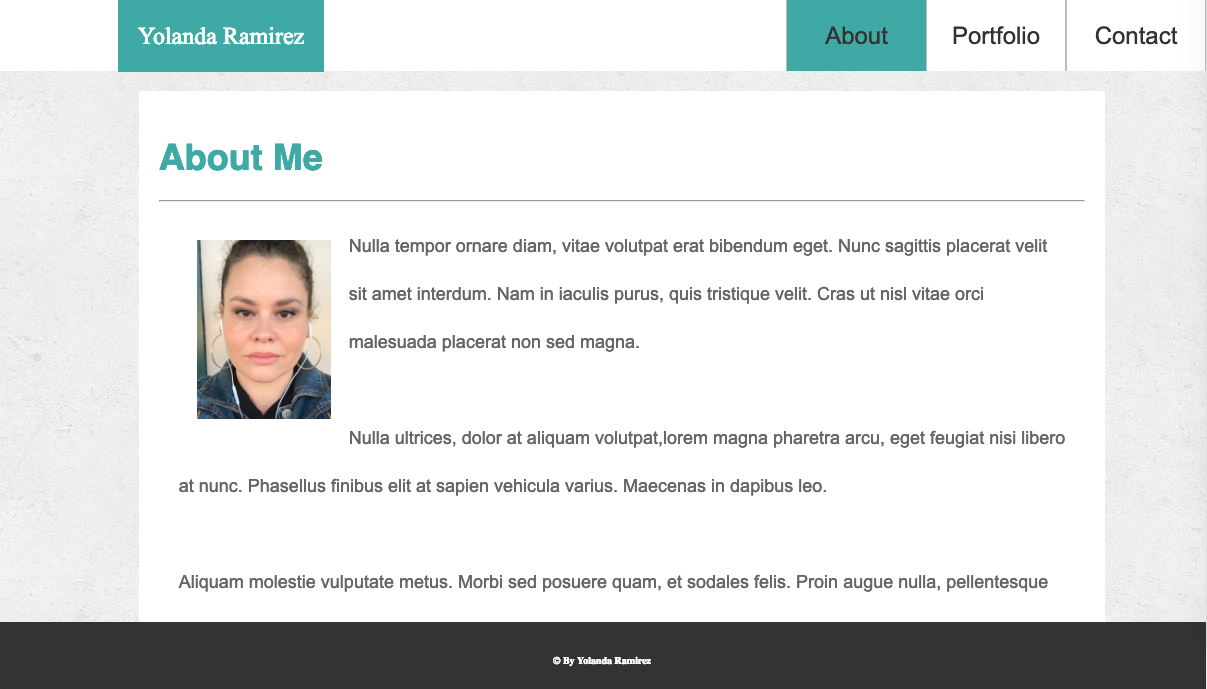 Yolanda Ramirez
About
Portfolio
Contact
About Me
Nulla tempor ornare diam, vitae volutpat erat bibendum eget. Nunc sagittis placerat velit
sit amet interdum. Nam in iaculis purus, quis tristique velit. Cras ut nisl vitae orci
malesuada placerat non sed magna.
Nulla ultrices, dolor at aliquam volutpat,lorem magna pharetra arcu, eget feugiat nisi libero
at nunc. Phasellus finibus elit at sapien vehicula varius. Maecenas in dapibus leo.
Aliquam molestie vulputate metus. Morbi sed posuere quam, et sodales felis. Proin augue nulla, pellentesque
© By Yolanda Ramirez